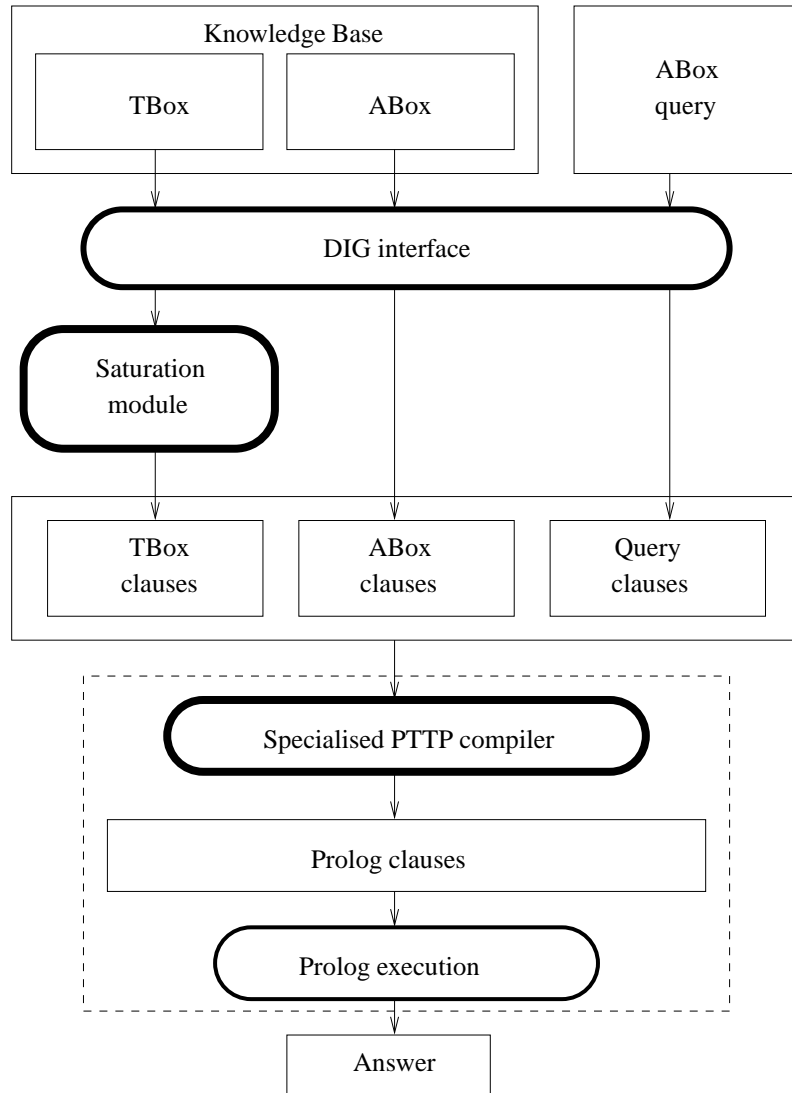 Knowledge Base
TBox
ABox
ABox
query
DIG interface
Saturation
module
TBox
clauses
ABox
clauses
Query
clauses
Specialised PTTP compiler
Prolog clauses
Prolog execution
Answer